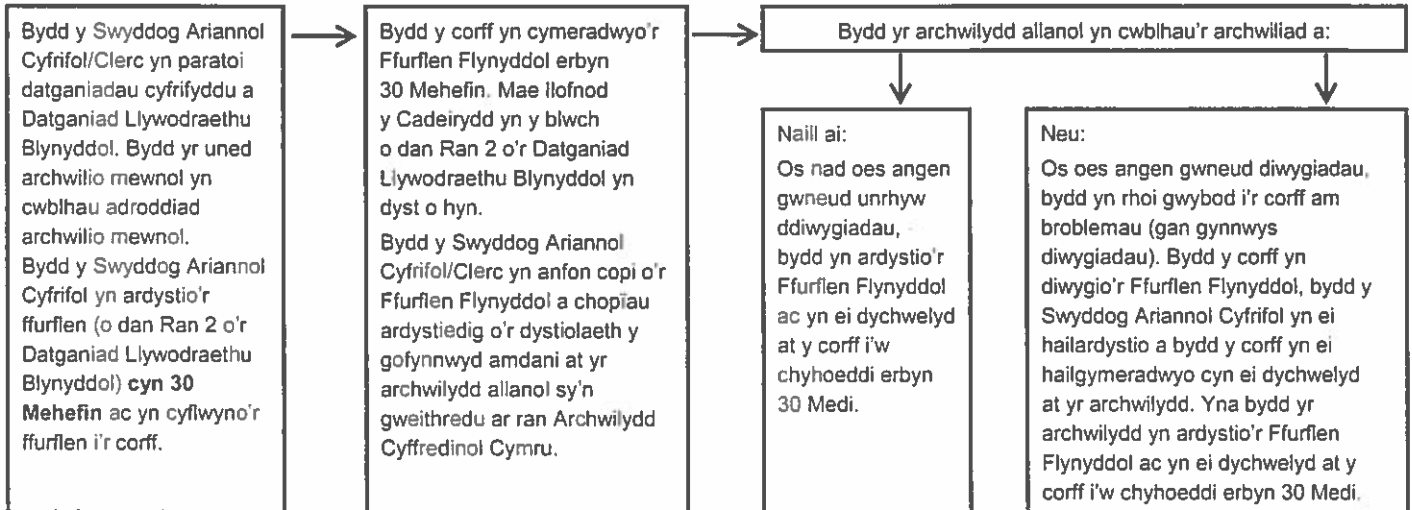 Bydd y Swyddog Ariannol
Cyfrifol/Clerc yn paratoi
datganiadau cyfrifyddu a
Datganiad Llywodraethu
Blynyddol. Bydd yr uned
archwilio mewnol yn
cwblhau adroddiad
archwilio mewnol.
Bydd y Swyddog Ariannol
Cyfrifol yn ardystio'r
ffurflen (o dan Ran 2 o'r
Datganiad Llywodraethu
Blynyddol) cyn 30
Mehefin ac yn cyflwyno'r
ffurflen i'r corff.
Bydd y corff yn cymeradwyo'r
Ffurflen Flynyddol erbyn
30 Mehefin. Mae llofnod
y Cadeirydd yn y blwch
o dan Ran 2 o'r Datganiad
Llywodraethu Blynyddol yn
dyst o hyn.
Bydd y Swyddog Ariannol
Cyfrifol/Clerc yn anfon copi o'r
Ffurflen Flynyddol a chopïau
ardystiedig o'r dystiolaeth y
gofynnwyd amdani at yr
archwilydd allanol sy'n
gweithredu ar ran Archwilydd
Cyffredinol Cymru.
Bydd yr archwilydd allanol yn cwblhau'r archwiliad a:
Naill ai:
Os nad oes angen
gwneud unrhyw
ddiwygiadau,
bydd yn ardystio'r
Ffurflen Flynyddol
ac yn ei dychwelyd
at y corff i'w
chyhoeddi erbyn
30 Medi.
Neu:
Os oes angen gwneud diwygiadau,
bydd yn rhoi gwybod i'r corff am
broblemau (gan gynnwys
diwygiadau). Bydd y corff yn
diwygio'r Ffurflen Flynyddol, bydd y
Swyddog Ariannol Cyfrifol yn ei
hailardystio a bydd y corff yn ei
hailgymeradwyo cyn ei dychwelyd
at yr archwilydd. Yna bydd yr
archwilydd yn ardystio'r Ffurflen
Flynyddol ac yn ei dychwelyd at y
corff i'w chyhoeddi erbyn 30 Medi.